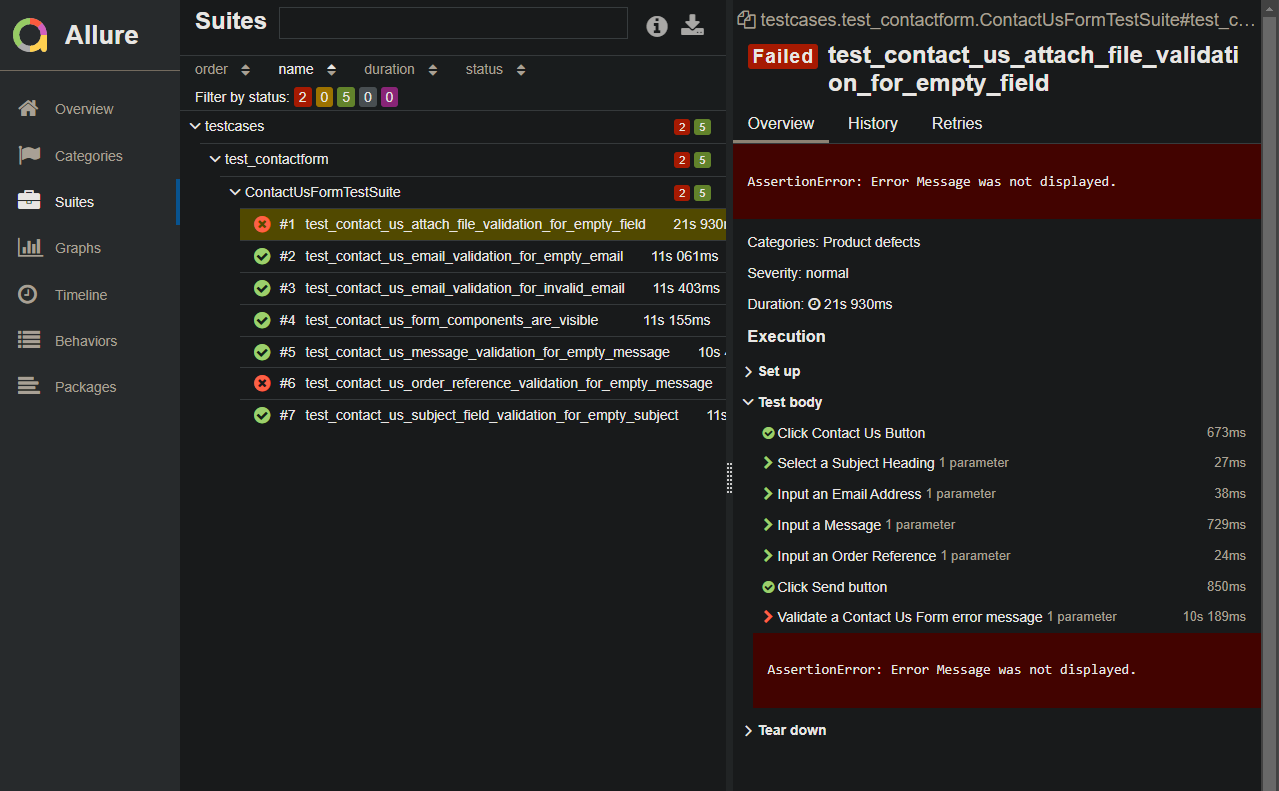 Allure
Overview
Categories
Suites
Graphs
Timeline
Behaviors
Packages
Suites
order name duration status
Filter by status: 2 0 5 0 0
testcases 2 5
test_contactform 2 5
ContactUsFormTestSuite 2 5
#1 test_contact_us_attach_file_validation_for_empty_field 21s 930
#2 test_contact_us_email_validation_for_empty_email 11s 061ms
#3 test_contact_us_email_validation_for_invalid_email 11s 403ms
#4 test_contact_us_form_components_are_visible 11s 155ms
#5 test_contact_us_message_validation_for_empty_message 10s
#6 test_contact_us_order_reference_validation_for_empty_message
#7 test_contact_us_subject_field_validation_for_empty_subject 11s
testcases.test_contactform.ContactUsFormTestSuite#test_c...
Failed test_contact_us_attach_file_validati
on_for_empty_field
Overview History Retries
AssertionError: Error Message was not displayed.
Categories: Product defects
Severity: normal
Duration: 21s 930ms
Execution
Set up
Test body
Click Contact Us Button 673ms
Select a Subject Heading 1 parameter 27ms
Input an Email Address 1 parameter 38ms
Input a Message 1 parameter 729ms
Input an Order Reference 1 parameter 24ms
Click Send button 850ms
Validate a Contact Us Form error message 1 parameter 10s 189ms
AssertionError: Error Message was not displayed.
Tear down